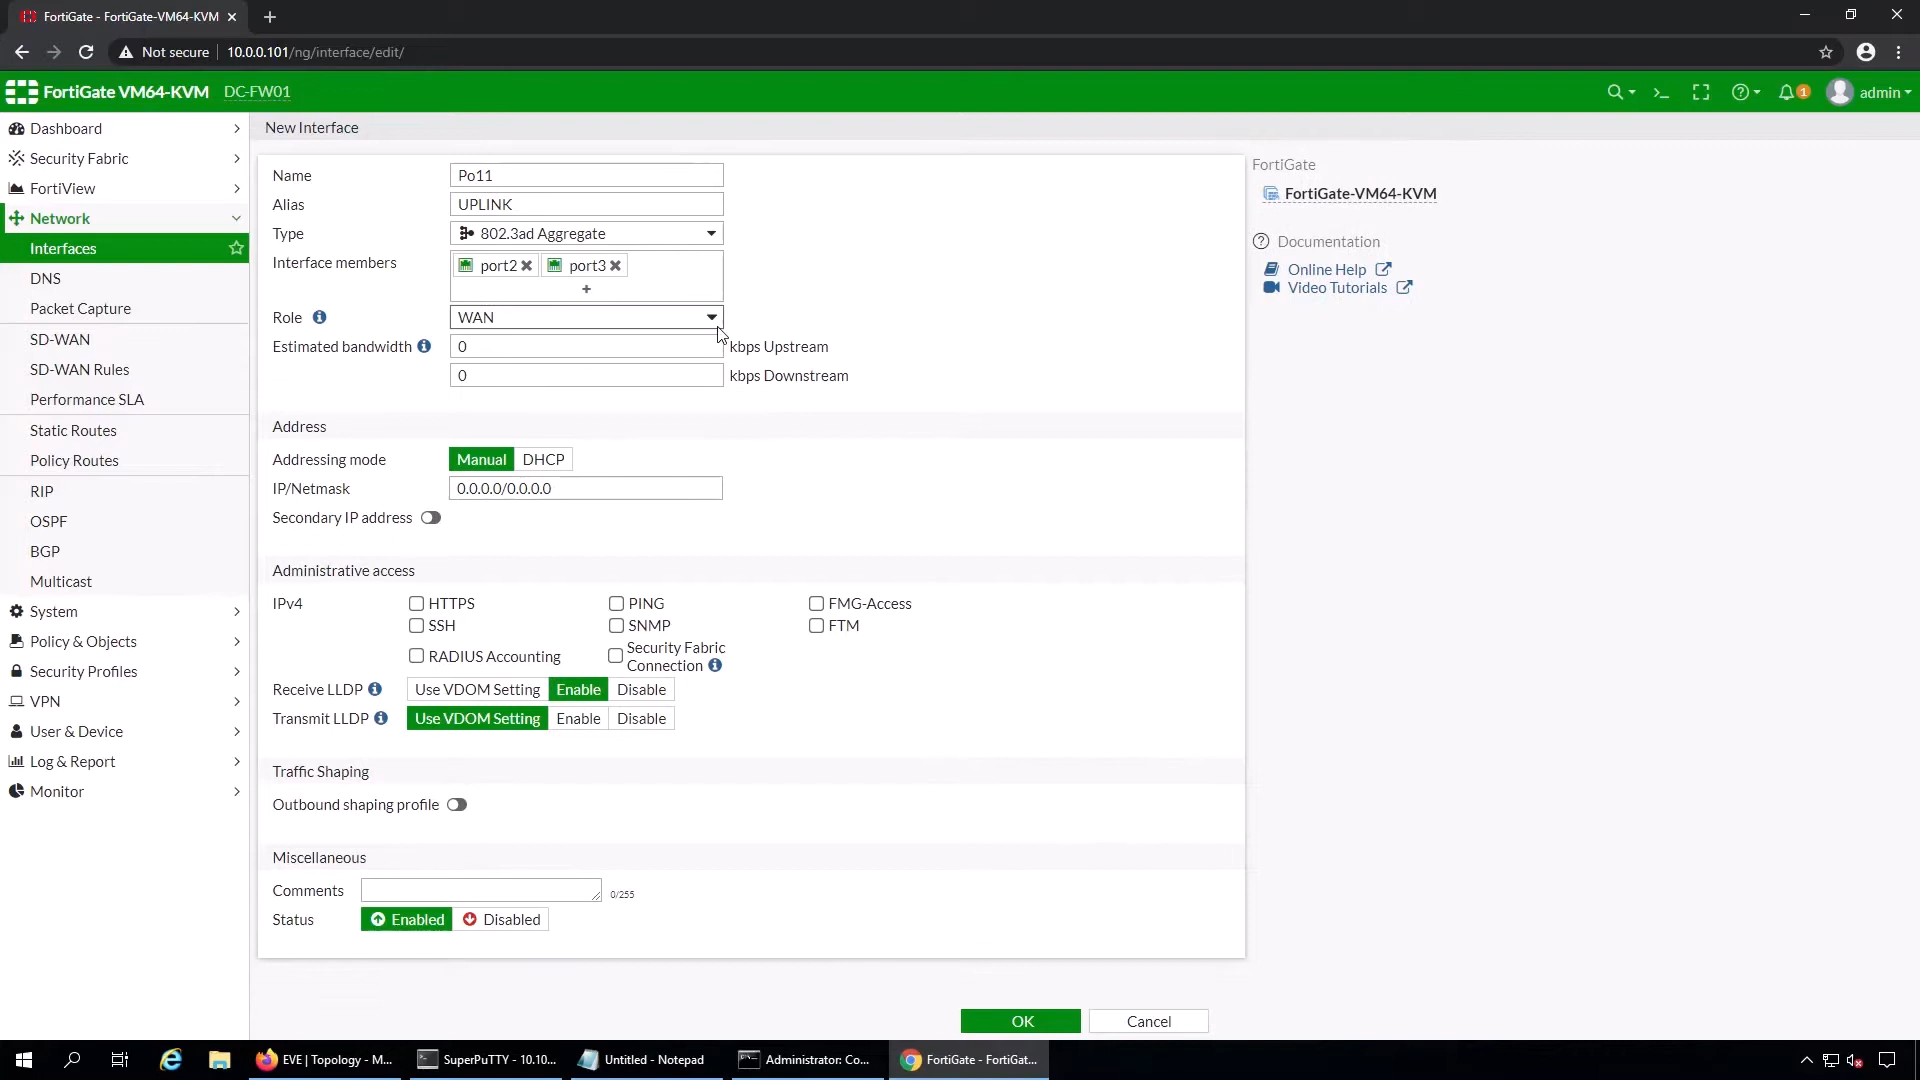 FortiGate - FortiGate-VM64-KVM
Not secure 10.0.0.101/ng/interface/edit/
FortiGate VM64-KVM DC-FW01
1 admin
Dashboard
Security Fabric
FortiView
Network
Interfaces
DNS
Packet Capture
SD-WAN
SD-WAN Rules
Performance SLA
Static Routes
Policy Routes
RIP
OSPF
BGP
Multicast
System
Policy & Objects
Security Profiles
VPN
User & Device
Log & Report
Monitor
New Interface
Name Po11
Alias UPLINK
Type 802.3ad Aggregate
Interface members port2 port3
+
Role WAN
Estimated bandwidth 0 kbps Upstream
0 kbps Downstream
Address
Addressing mode Manual DHCP
IP/Netmask 0.0.0.0/0.0.0.0
Secondary IP address
Administrative access
IPv4 HTTPS PING FMG-Access
SSH SNMP FTM
RADIUS Accounting Security Fabric
Connection
Receive LLDP Use VDOM Setting Enable Disable
Transmit LLDP Use VDOM Setting Enable Disable
Traffic Shaping
Outbound shaping profile
Miscellaneous
Comments 0/255
Status Enabled Disabled
OK Cancel
FortiGate
FortiGate-VM64-KVM
Documentation
Online Help
Video Tutorials
EVE | Topology - M... SuperPuTTY - 10.10... Untitled - Notepad Administrator: Co... FortiGate - FortiGat...